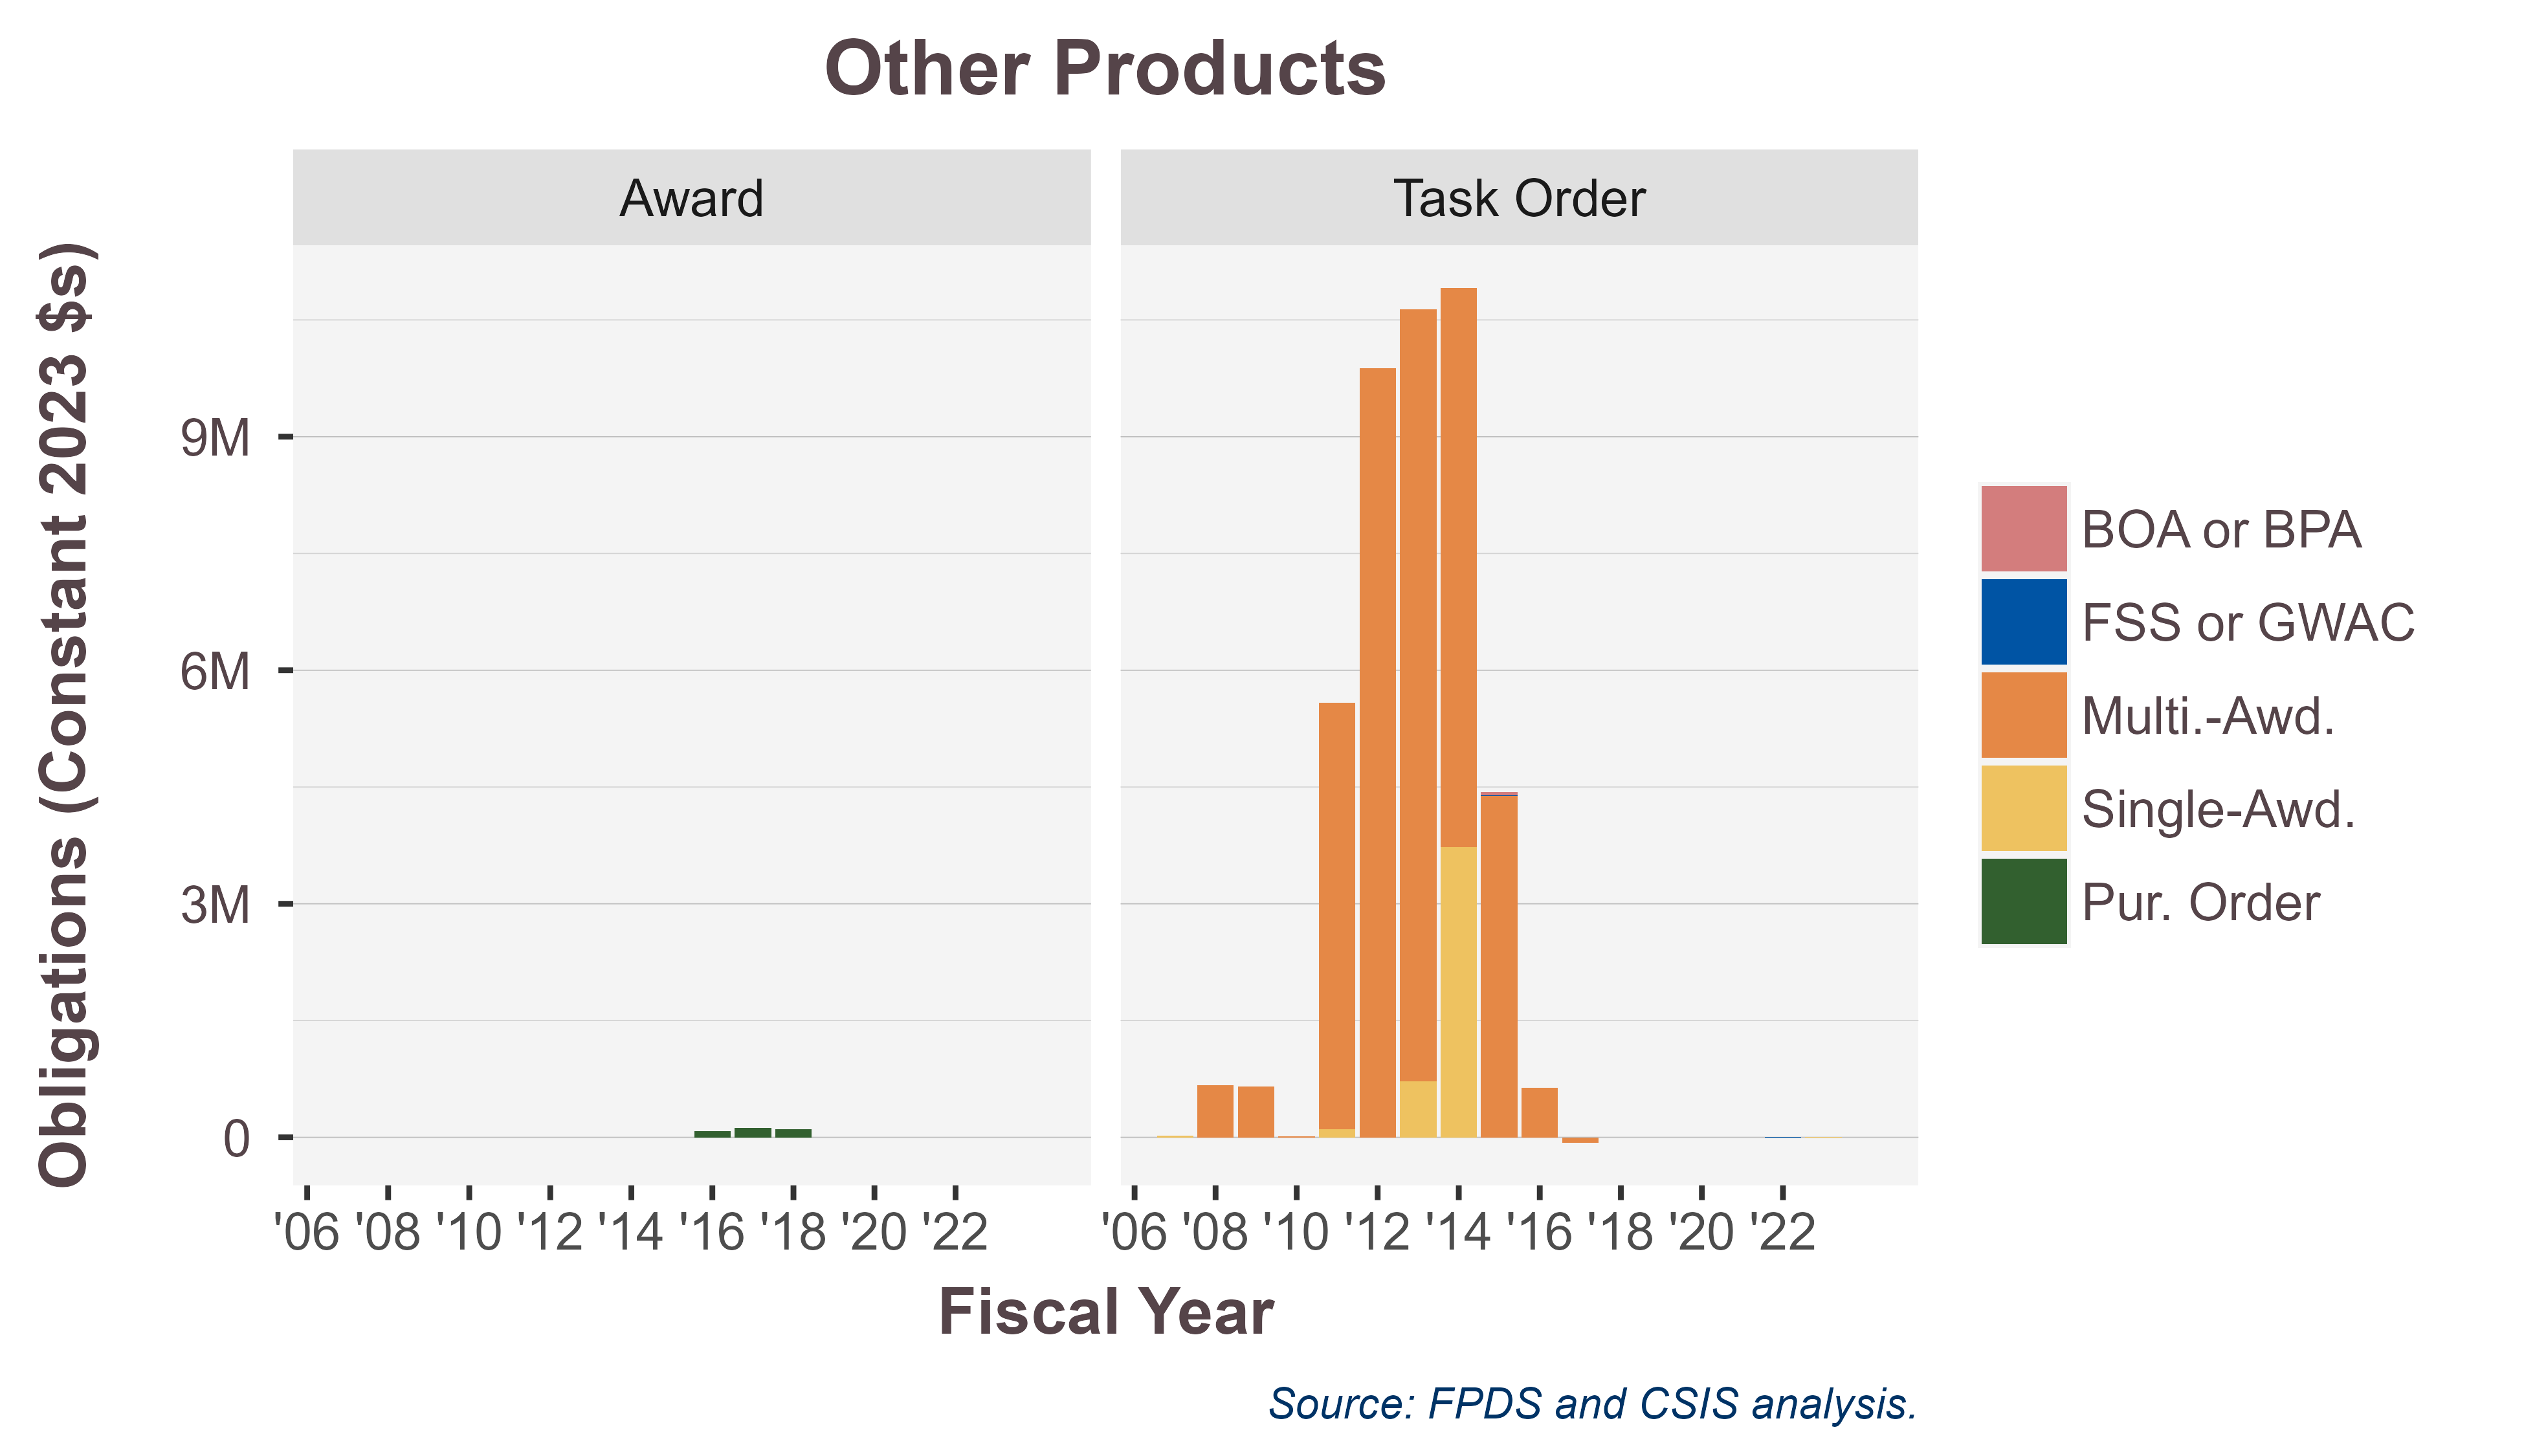 Other Products
Award
Task Order
Obligations (Constant 2023 $s)
9M
6M
3M
0
'06 '08 '10 '12 '14 '16 '18 '20 '22
'06 '08 '10 '12 '14 '16 '18 '20 '22
Fiscal Year
BOA or BPA
FSS or GWAC
Multi.-Awd.
Single-Awd.
Pur. Order
Source: FPDS and CSIS analysis.